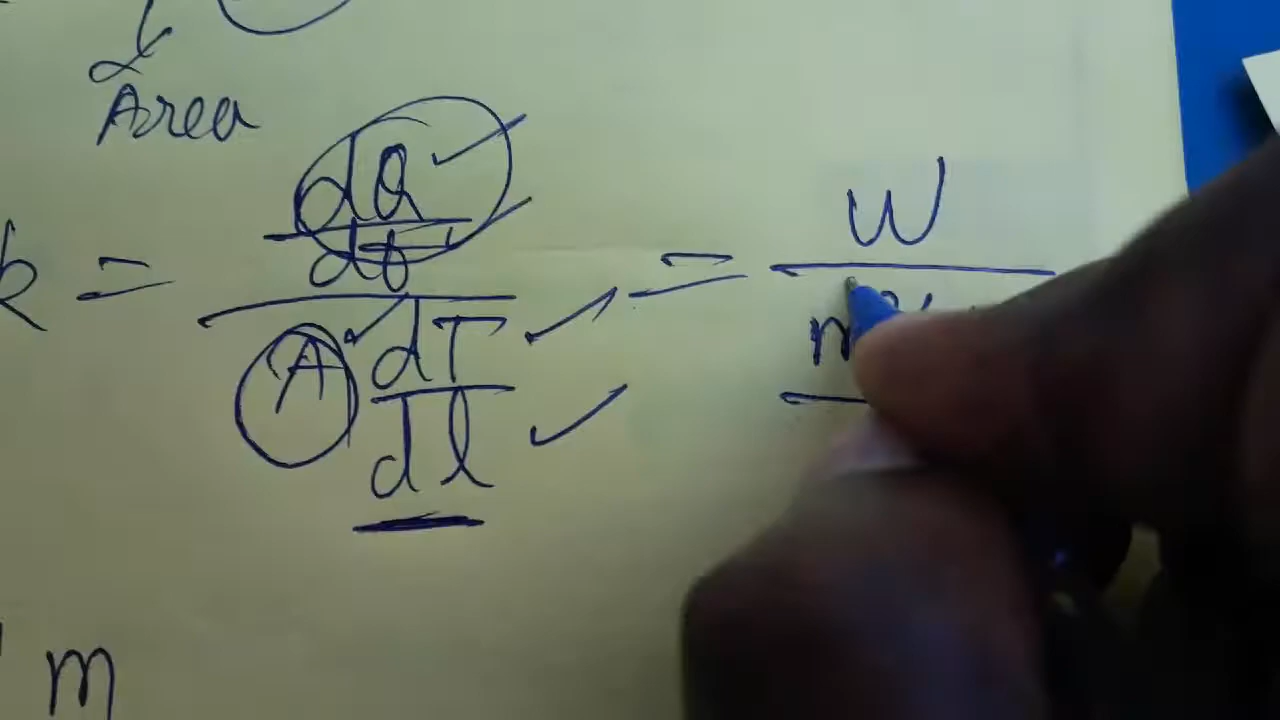 Area
k = dQ/dt / A dT/dl = W / m
m